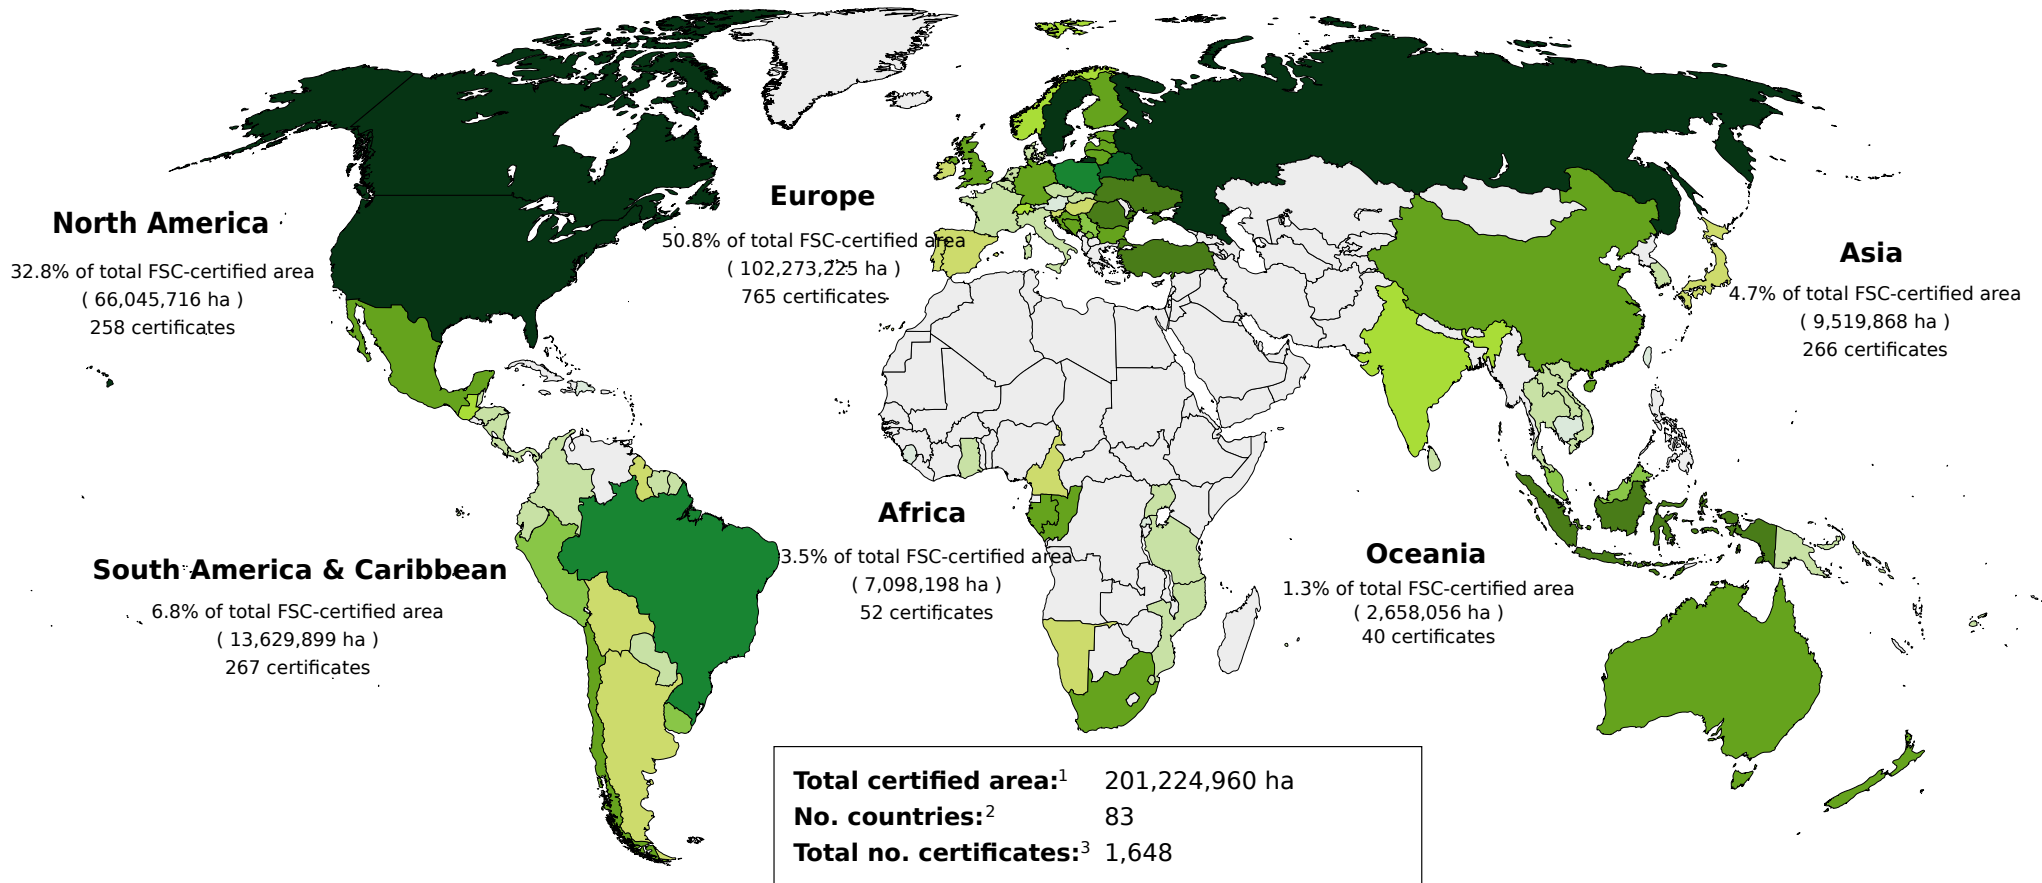 North America
32.8% of total FSC-certified area
( 66,045,716 ha )
258 certificates
Europe
50.8% of total FSC-certified area
( 102,273,225 ha )
765 certificates
Asia
4.7% of total FSC-certified area
( 9,519,868 ha )
266 certificates
South America & Caribbean
6.8% of total FSC-certified area
( 13,629,899 ha )
267 certificates
Africa
3.5% of total FSC-certified area
( 7,098,198 ha )
52 certificates
Oceania
1.3% of total FSC-certified area
( 2,658,056 ha )
40 certificates
Total certified area:1 201,224,960 ha
No. countries:2 83
Total no. certificates:3 1,648